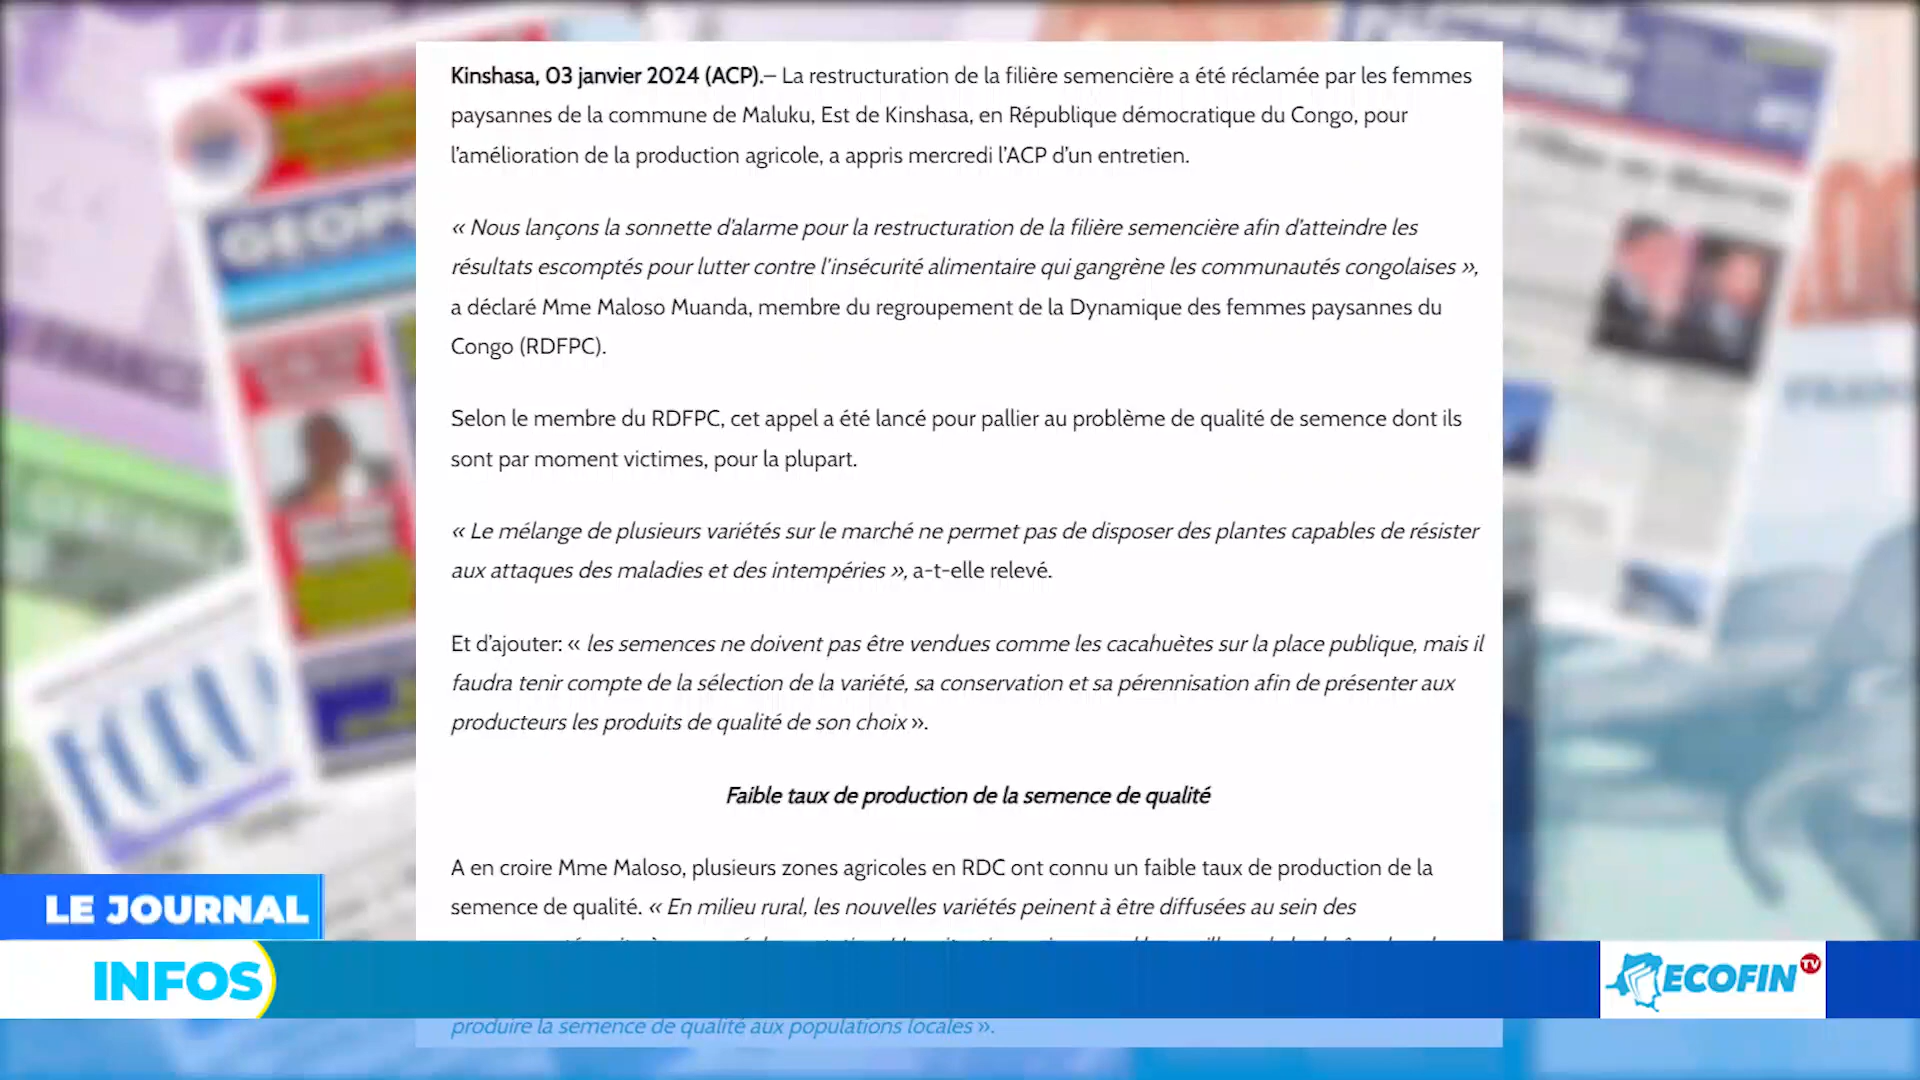 Kinshasa, 03 janvier 2024 (ACP).– La restructuration de la filière semencière a été réclamée par les femmes
paysannes de la commune de Maluku, Est de Kinshasa, en République démocratique du Congo, pour
l’amélioration de la production agricole, a appris mercredi l’ACP d’un entretien.
« Nous lançons la sonnette d’alarme pour la restructuration de la filière semencière afin d’atteindre les
résultats escomptés pour lutter contre l’insécurité alimentaire qui gangrène les communautés congolaises »,
a déclaré Mme Maloso Muanda, membre du regroupement de la Dynamique des femmes paysannes du
Congo (RDFPC).
Selon le membre du RDFPC, cet appel a été lancé pour pallier au problème de qualité de semence dont ils
sont par moment victimes, pour la plupart.
« Le mélange de plusieurs variétés sur le marché ne permet pas de disposer des plantes capables de résister
aux attaques des maladies et des intempéries », a-t-elle relevé.
Et d’ajouter: « les semences ne doivent pas être vendues comme les cacahuètes sur la place publique, mais il
faudra tenir compte de la sélection de la variété, sa conservation et sa pérennisation afin de présenter aux
producteurs les produits de qualité de son choix ».
Faible taux de production de la semence de qualité
A en croire Mme Maloso, plusieurs zones agricoles en RDC ont connu un faible taux de production de la
semence de qualité. « En milieu rural, les nouvelles variétés peinent à être diffusées au sein des
produire la semence de qualité aux populations locales ».
LE JOURNAL
INFOS
ECOFIN TV
FRANCE